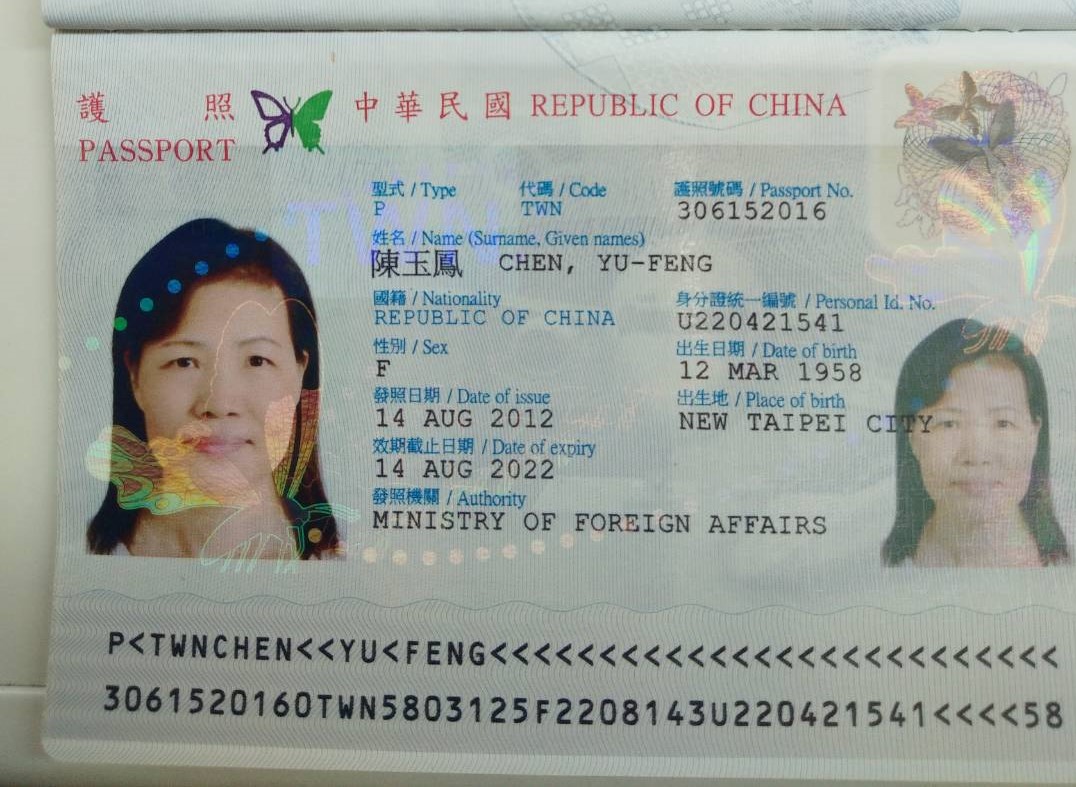 護照 中華民國 REPUBLIC OF CHINA
PASSPORT
型式 / Type 代碼 / Code 護照號碼 / Passport No.
P TWN 306152016
姓名 / Name (Surname, Given names)
陳玉鳳 CHEN, YU-FENG
國籍 / Nationality 身分證統一編號 / Personal Id. No.
REPUBLIC OF CHINA U220421541
性別 / Sex 出生日期 / Date of birth
F 12 MAR 1958
發照日期 / Date of issue 出生地 / Place of birth
14 AUG 2012 NEW TAIPEI CITY
效期截止日期 / Date of expiry
14 AUG 2022
發照機關 / Authority
MINISTRY OF FOREIGN AFFAIRS
TWN
P<TWNCHEN<<YU<FENG<<<<<<<<<<<<<<<<<<<<<<<<<<
3061520160TWN5803125F2208143U220421541<<<<58